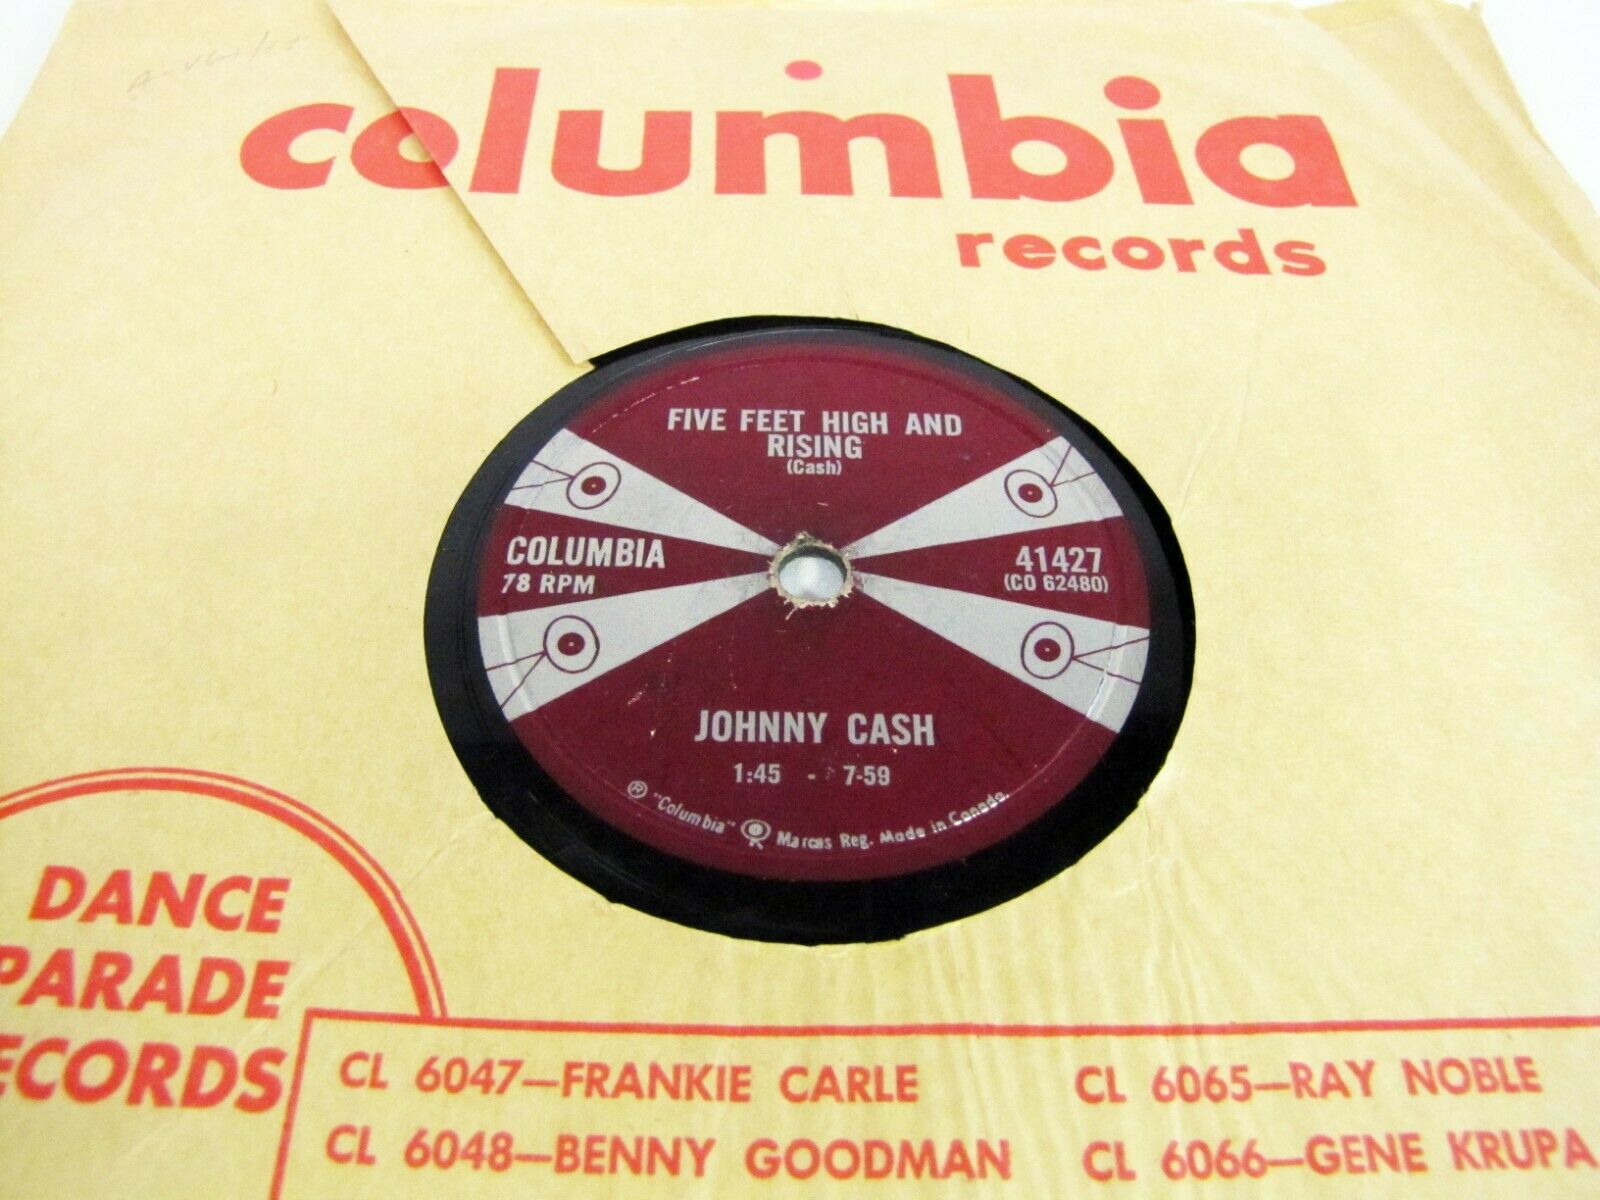 columbia
records
FIVE FEET HIGH AND
RISING
(Cash)
COLUMBIA
78 RPM
41427
(CO 62480)
JOHNNY CASH
1:45 - 7-59
® "Columbia" Marcas Reg. Made in Canada.
DANCE
PARADE
ECORDS
CL 6047—FRANKIE CARLE
CL 6065—RAY NOBLE
CL 6048—BENNY GOODMAN
CL 6066—GENE KRUPA